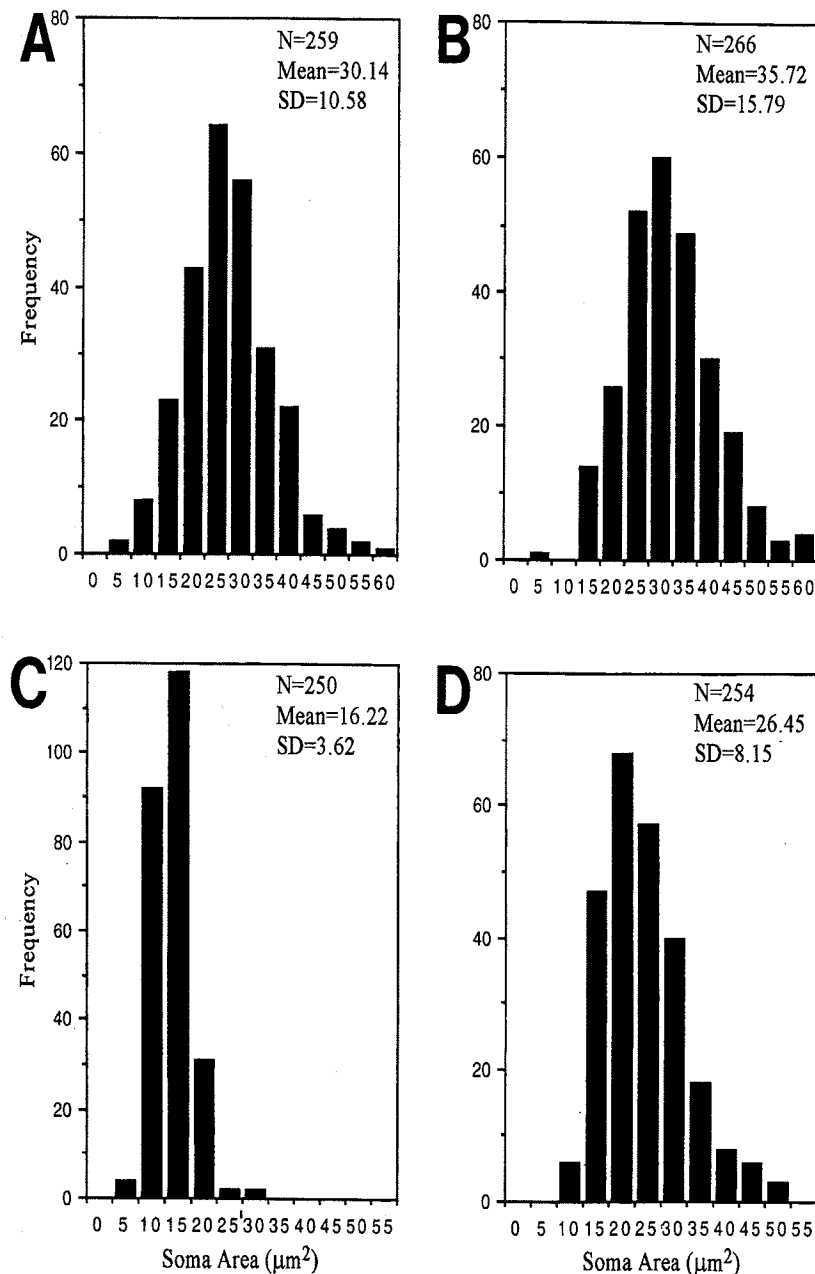 A
80
60
40
20
0
Frequency
N=259
Mean=30.14
SD=10.58
0 5 10 15 20 25 30 35 40 45 50 55 60
B
80
60
40
20
0
N=266
Mean=35.72
SD=15.79
0 5 10 15 20 25 30 35 40 45 50 55 60
C
120
100
80
60
40
20
0
Frequency
N=250
Mean=16.22
SD=3.62
0 5 10 15 20 25 30 35 40 45 50 55
Soma Area (μm²)
D
80
60
40
20
0
N=254
Mean=26.45
SD=8.15
0 5 10 15 20 25 30 35 40 45 50 55
Soma Area (μm²)